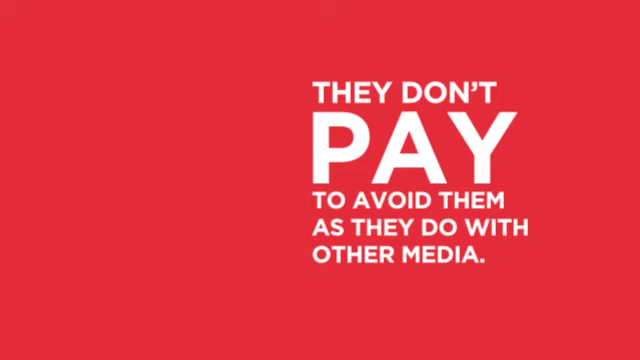 THEY DON'T
PAY
TO AVOID THEM
AS THEY DO WITH
OTHER MEDIA.